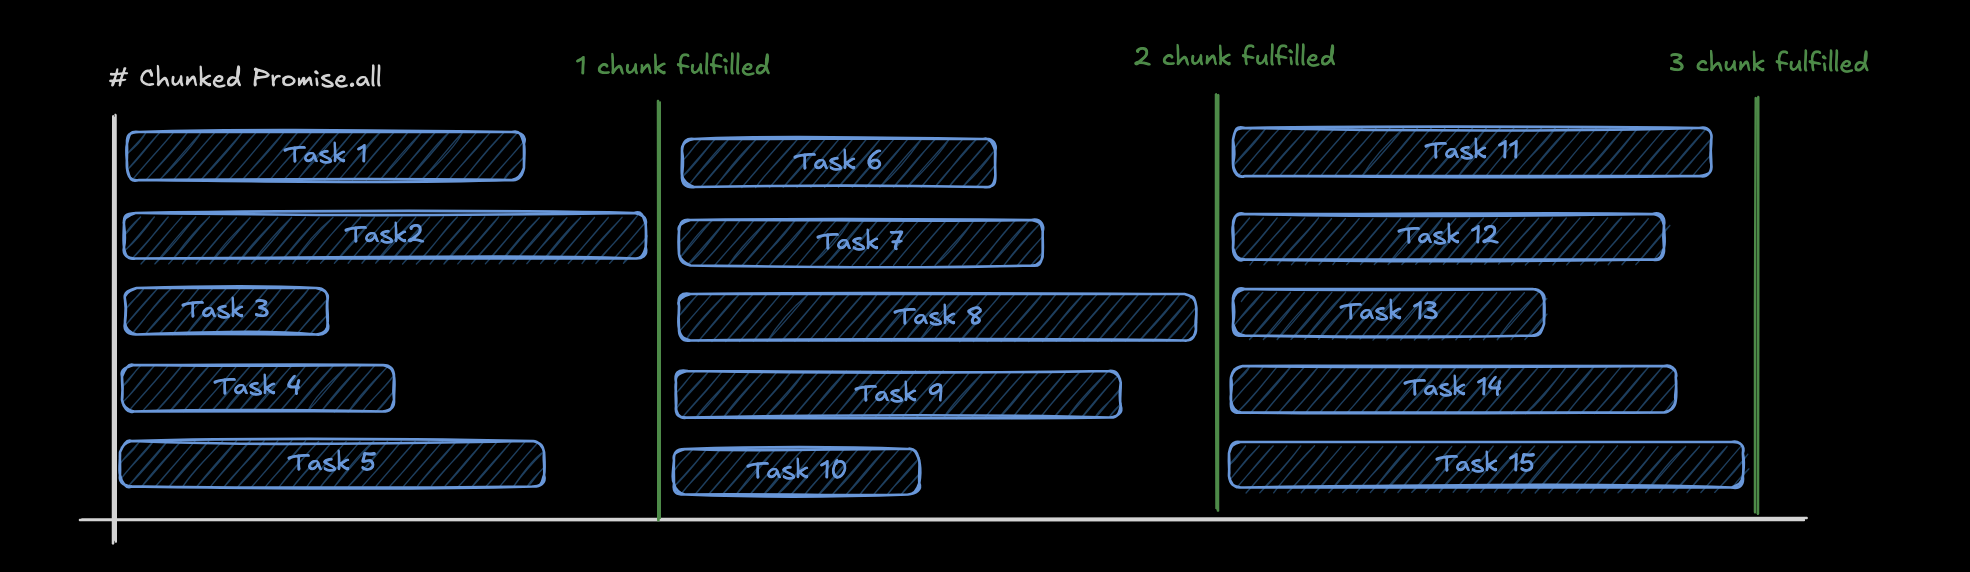 # Chunked Promise.all
1 chunk fulfilled
2 chunk fulfilled
3 chunk fulfilled
Task 1
Task2
Task 3
Task 4
Task 5
Task 6
Task 7
Task 8
Task 9
Task 10
Task 11
Task 12
Task 13
Task 14
Task 15